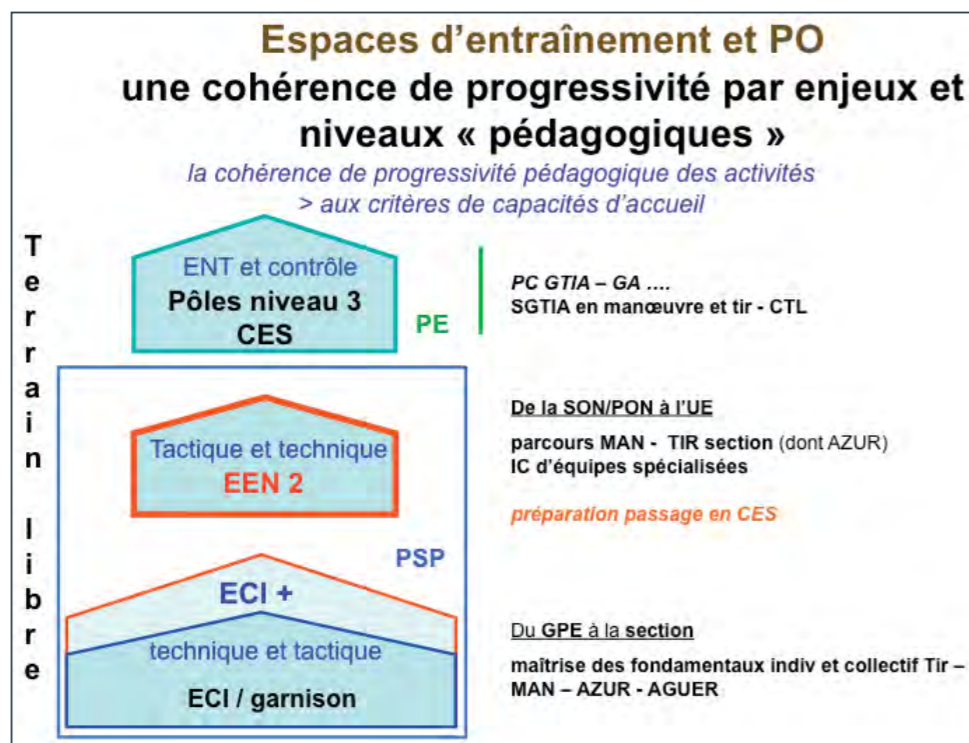 Espaces d’entraînement et PO
une cohérence de progressivité par enjeux et
niveaux « pédagogiques »
la cohérence de progressivité pédagogique des activités
> aux critères de capacités d’accueil
Terrain libre
ENT et contrôle
Pôles niveau 3
CES
PE
PC GTIA – GA ....
SGTIA en manœuvre et tir - CTL
Tactique et technique
EEN 2
De la SON/PON à l’UE
parcours MAN - TIR section (dont AZUR)
IC d’équipes spécialisées
préparation passage en CES
PSP
ECI +
technique et tactique
ECI / garnison
Du GPE à la section
maîtrise des fondamentaux indiv et collectif Tir –
MAN – AZUR - AGUER